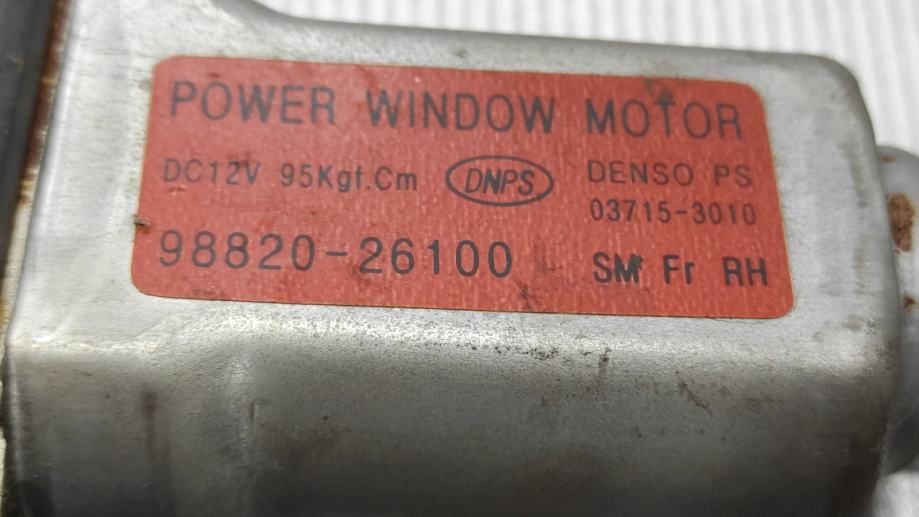 POWER WINDOW MOTOR
DC12V 95Kgf.Cm DNPS DENSO PS
03715-3010
98820-26100 SM Fr RH